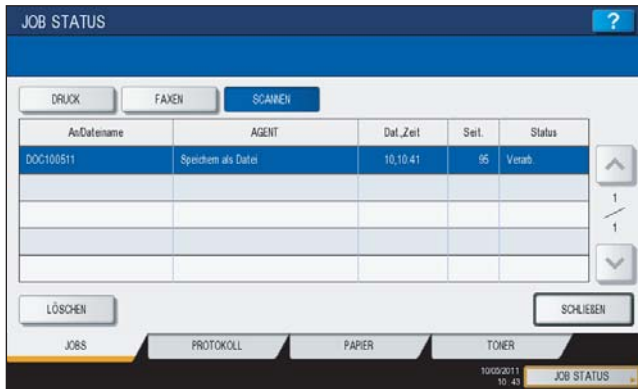 JOB STATUS ?
DRUCK FAXEN SCANNEN
An/Dateiname AGENT Dat.,Zeit Seit. Status
DOC100511 Speichern als Datei 10,10:41 95 Verarb.
1
1
LÖSCHEN SCHLIEßEN
JOBS PROTOKOLL PAPIER TONER
10/05/2011
10:43 JOB STATUS